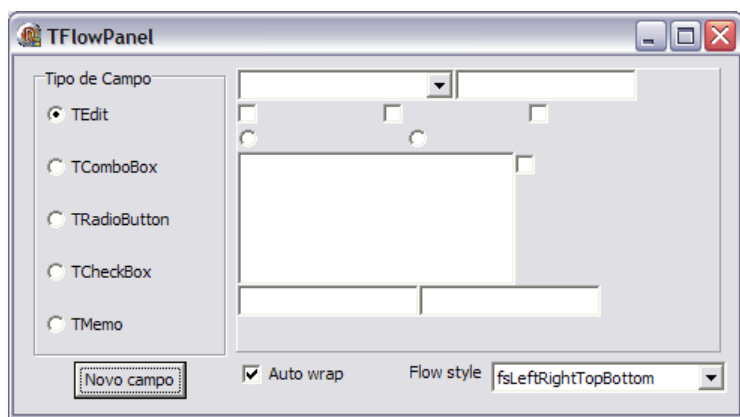 TFlowPanel
Tipo de Campo
TEdit
TComboBox
TRadioButton
TCheckBox
TMemo
Novo campo
Auto wrap
Flow style
fsLeftRightTopBottom